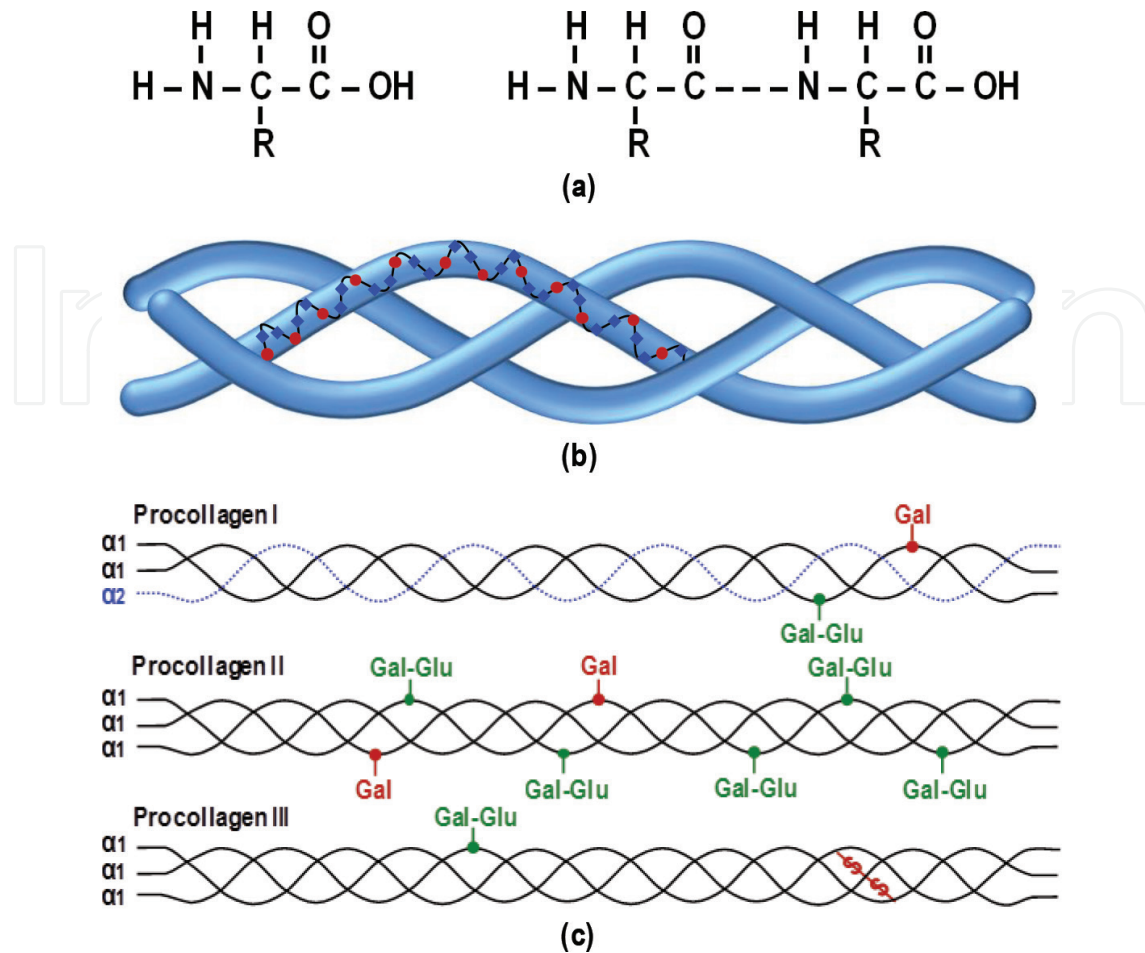 H H O H H O
H – N – C – C – OH H – N – C – C – – – N – C – C – OH
R R R
(a)
(b)
Procollagen I
Gal
α1
α1
α2
Gal-Glu
Procollagen II
Gal-Glu
Gal
Gal-Glu
α1
α1
α1
Gal
Gal-Glu
Gal-Glu
Gal-Glu
Procollagen III
Gal-Glu
α1
α1
α1
S S
(c)